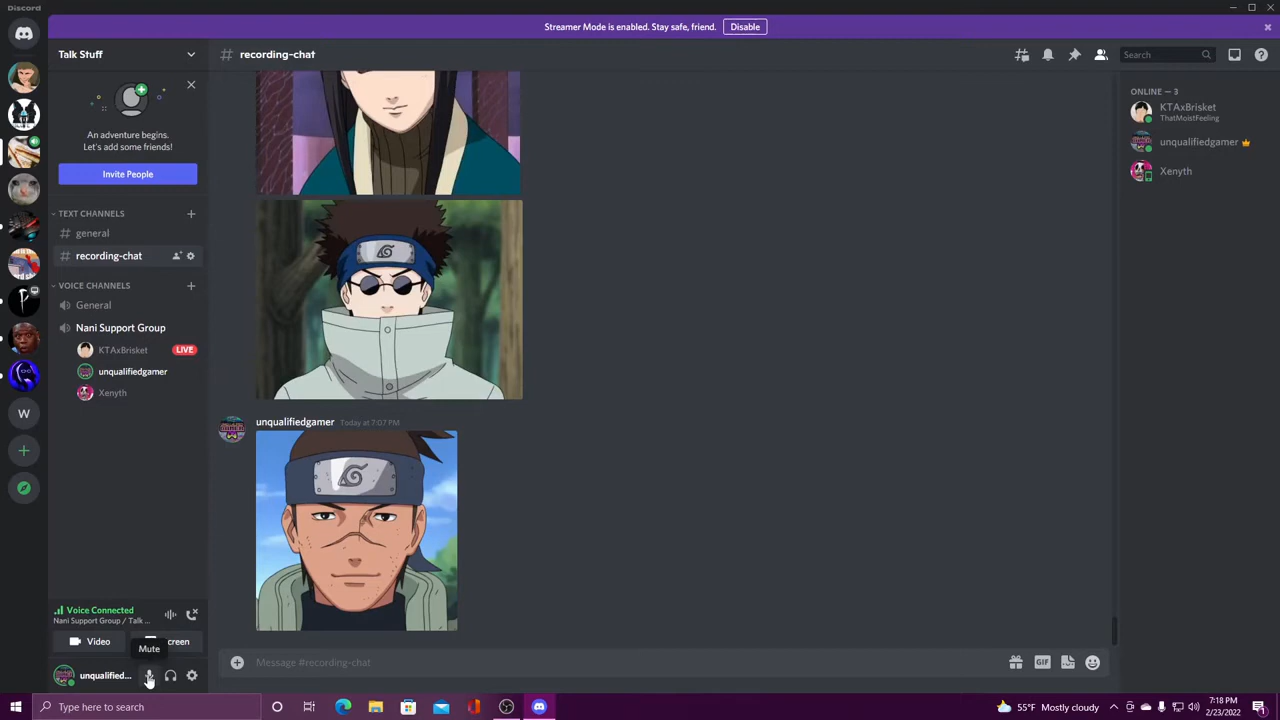 Discord
Streamer Mode is enabled. Stay safe, friend.
Disable
Talk Stuff
recording-chat
Search
An adventure begins.
Let's add some friends!
Invite People
TEXT CHANNELS
general
recording-chat
VOICE CHANNELS
General
Nani Support Group
KTAxBrisket
LIVE
unqualifiedgamer
Xenyth
W
Voice Connected
Nani Support Group / Talk ...
Video
creen
Mute
unqualified...
unqualifiedgamer Today at 7:07 PM
Message #recording-chat
GIF
ONLINE — 3
KTAxBrisket
ThatMoistFeeling
unqualifiedgamer
Xenyth
Type here to search
55°F Mostly cloudy
7:18 PM
2/23/2022